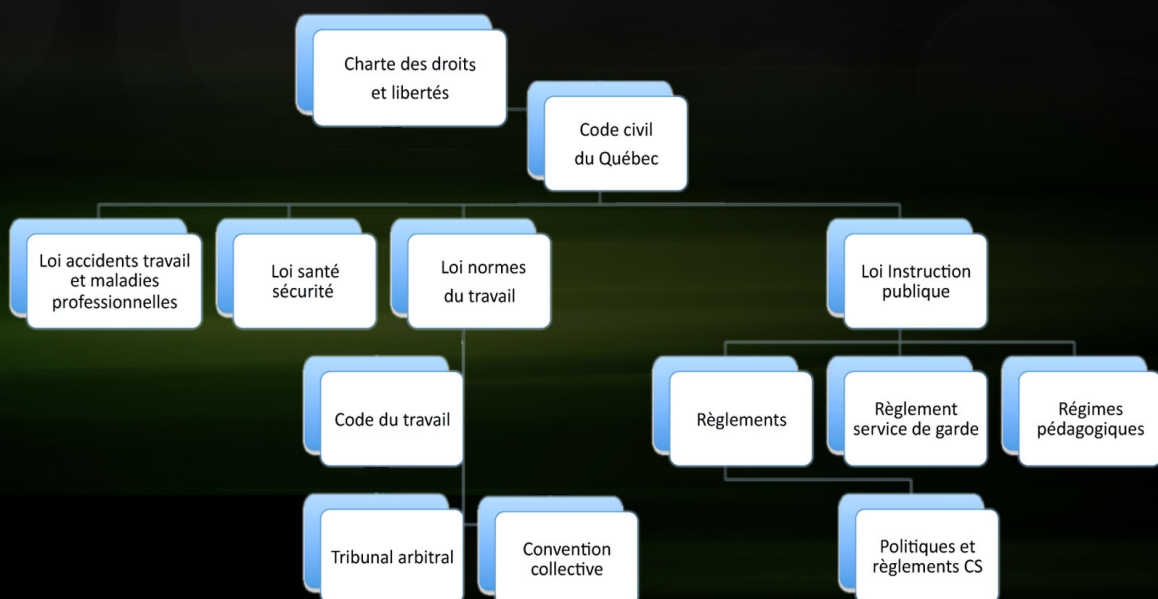 Charte des droits
et libertés
Code civil
du Québec
Loi accidents travail
et maladies
professionnelles
Loi santé
sécurité
Loi normes
du travail
Loi Instruction
publique
Code du travail
Règlements
Règlement
service de garde
Régimes
pédagogiques
Tribunal arbitral
Convention
collective
Politiques et
règlements CS